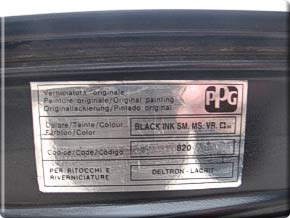 Verniciatura originale
Peinture originale/Original painting
Originallackierung/Pintado original
PPG
Colore/Teinte/Colour
Farbton/Color
BLACK INK SM. MS. VR.
Codice/Code/Código
820
PER RITOCCHI E
RIVERNICIATURE
DELTRON - LACRIT